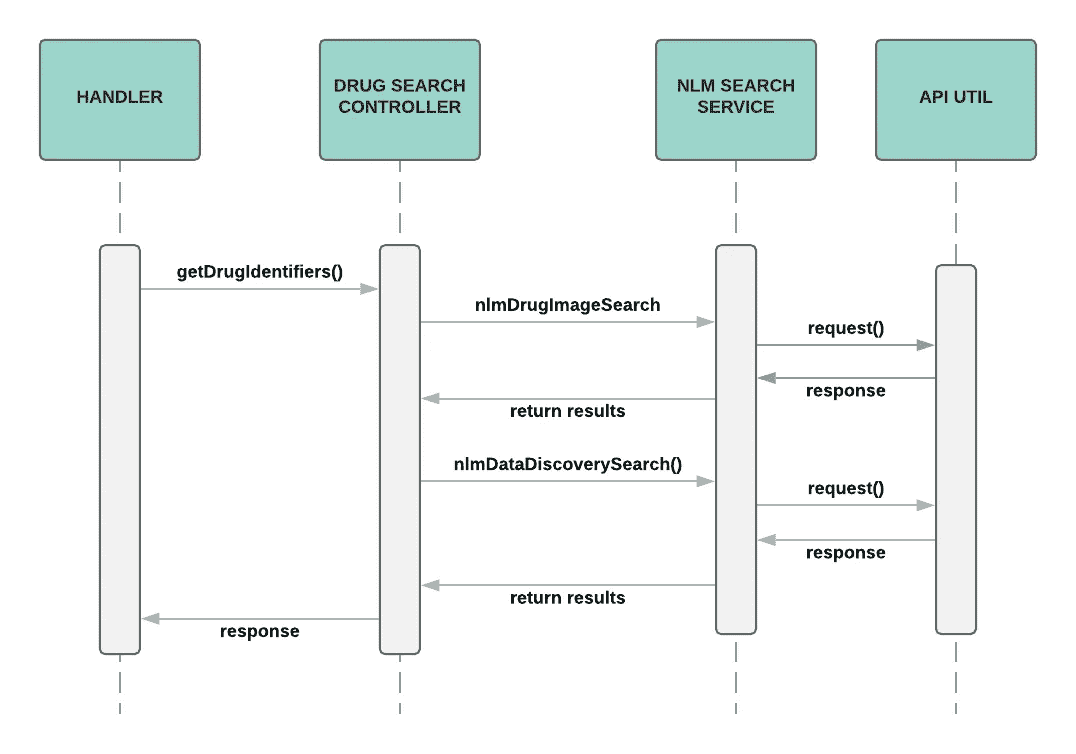 HANDLER
DRUG SEARCH
CONTROLLER
NLM SEARCH
SERVICE
API UTIL
getDrugIdentifiers()
nlmDrugImageSearch
request()
response
return results
nlmDataDiscoverySearch()
request()
response
return results
response